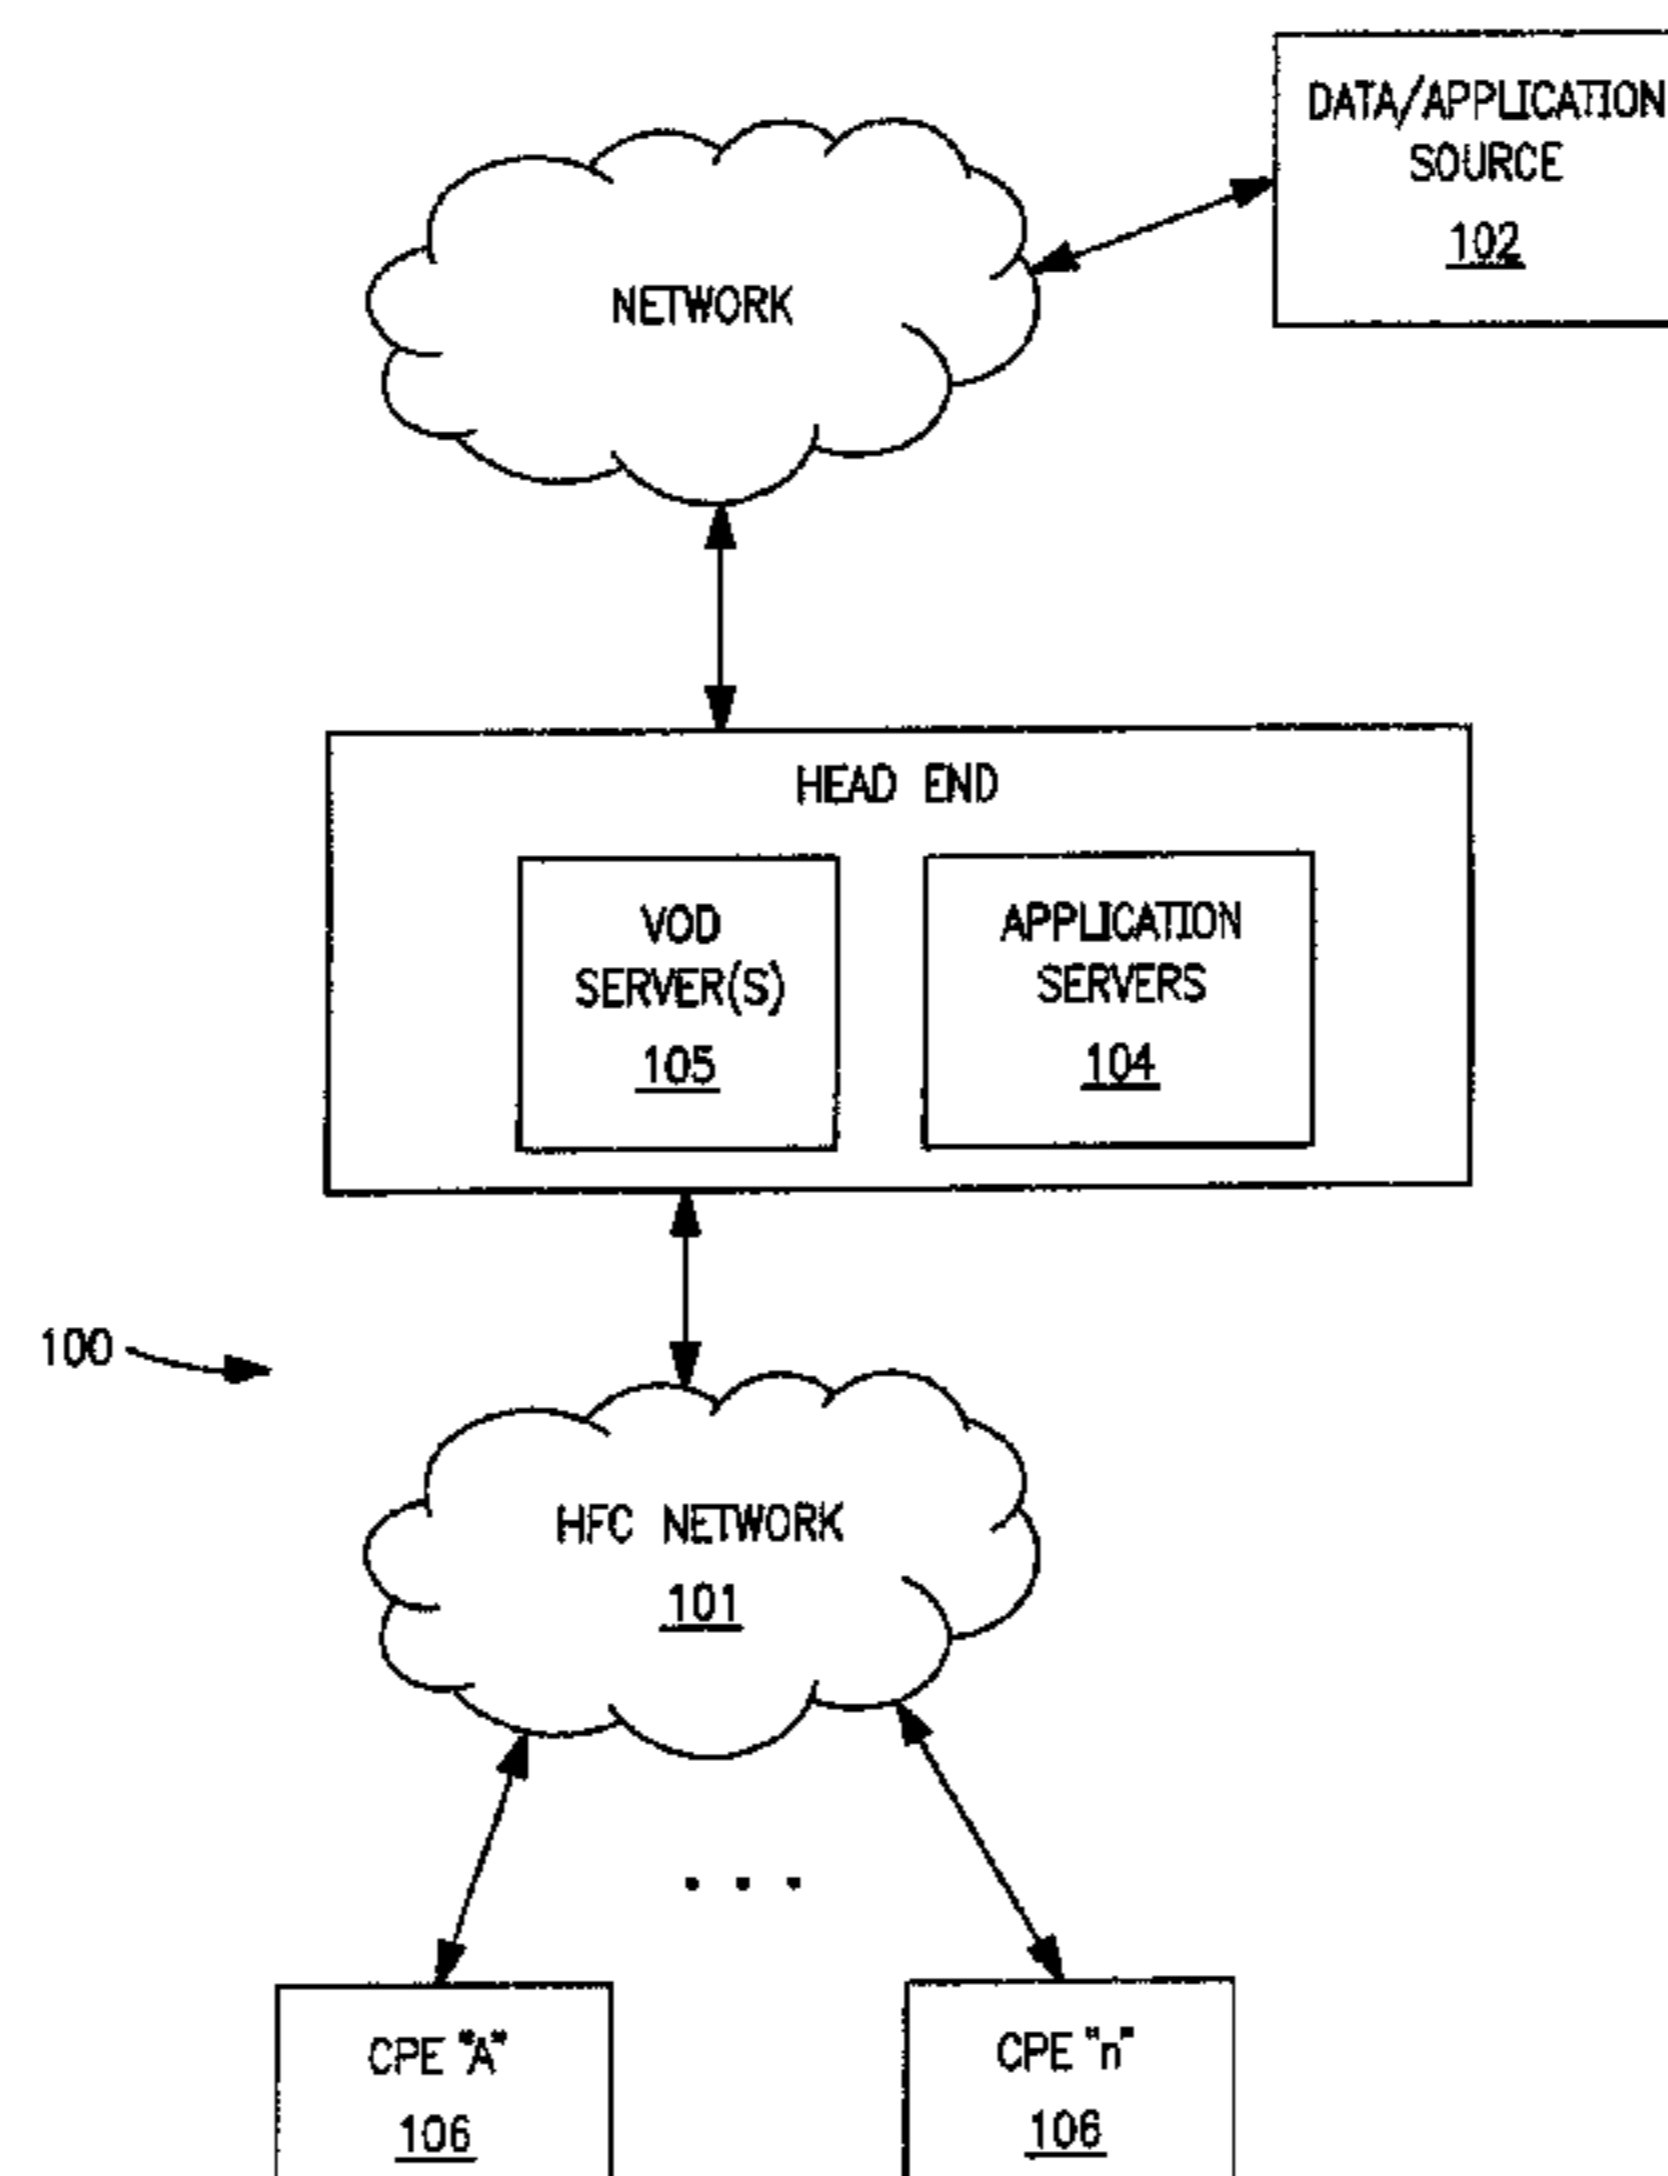 DATA/APPLICATION
SOURCE
102
NETWORK
HEAD END
VOD
SERVER(S)
105
APPLICATION
SERVERS
104
100
HFC NETWORK
101
CPE "A"
106
CPE "n"
106